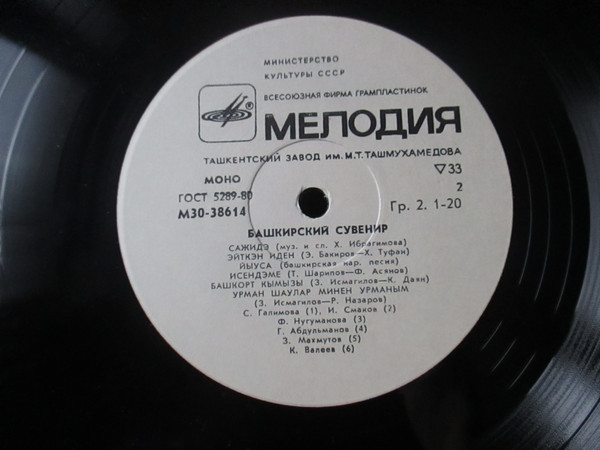 МИНИСТЕРСТВО
КУЛЬТУРЫ СССР
ВСЕСОЮЗНАЯ ФИРМА ГРАМПЛАСТИНОК
®
МЕЛОДИЯ
ТАШКЕНТСКИЙ ЗАВОД ИМ. М.Т. ТАШМУХАМЕДОВА
МОНО
ГОСТ 5289-80
М30-38614
▽33
2
Гр. 2. 1-20
БАШКИРСКИЙ СУВЕНИР
САЖИДЭ (муз. и сл. Х. Ибрагимова)
ЭЙТКЭН ИДЕН (Э. Бакиров–Х. Туфан)
ЙЫУСА (башкирская нар. песня)
ИСЕНДЭМЕ (Т. Шарипов–Ф. Асянов)
БАШКОРТ КЫМЫЗЫ (З. Исмагилов–К. Даян)
УРМАН ШАУЛАР МИНЕН УРМАНЫМ
(З. Исмагилов–Р. Назаров)
С. Галимова (1), И. Смаков (2)
Ф. Нугуманова (3)
Г. Абдульманов (4)
З. Махмутов (5)
К. Валеев (6)